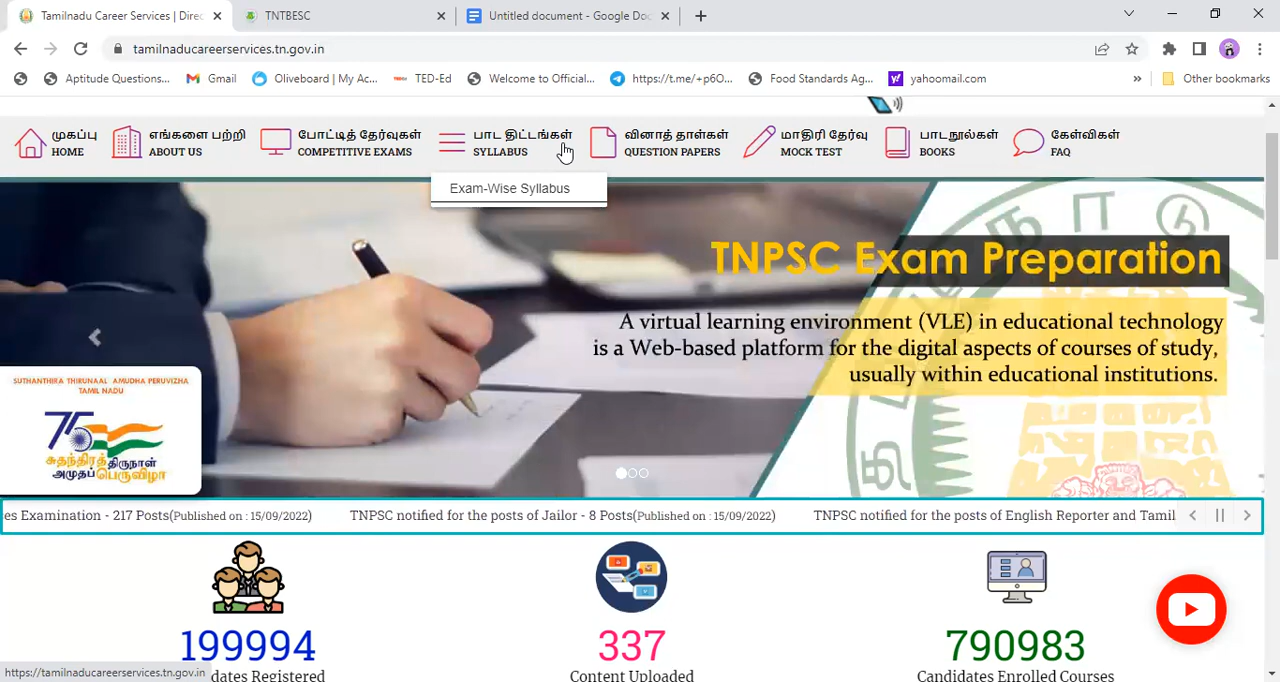 Tamilnadu Career Services | Direc
TNTBESC
Untitled document - Google Doc
tamilnaducareerservices.tn.gov.in
Aptitude Questions...
Gmail
Oliveboard | My Ac...
TED-Ed
Welcome to Official...
https://t.me/+p6O...
Food Standards Ag...
yahoomail.com
»
Other bookmarks
முகப்பு
HOME
எங்களை பற்றி
ABOUT US
போட்டித் தேர்வுகள்
COMPETITIVE EXAMS
பாட திட்டங்கள்
SYLLABUS
வினாத் தாள்கள்
QUESTION PAPERS
மாதிரி தேர்வு
MOCK TEST
பாடநூல்கள்
BOOKS
கேள்விகள்
FAQ
Exam-Wise Syllabus
TNPSC Exam Preparation
A virtual learning environment (VLE) in educational technology
is a Web-based platform for the digital aspects of courses of study,
usually within educational institutions.
SUTHANTHIRA THIRUNAAL AMUDHA PERUVIZHA
TAMIL NADU
75
சுதந்திரத் திருநாள்
அமுதப் பெருவிழா
es Examination - 217 Posts(Published on : 15/09/2022)
TNPSC notified for the posts of Jailor - 8 Posts(Published on : 15/09/2022)
TNPSC notified for the posts of English Reporter and Tamil
199994
dates Registered
337
Content Uploaded
790983
Candidates Enrolled Courses
https://tamilnaducareerservices.tn.gov.in